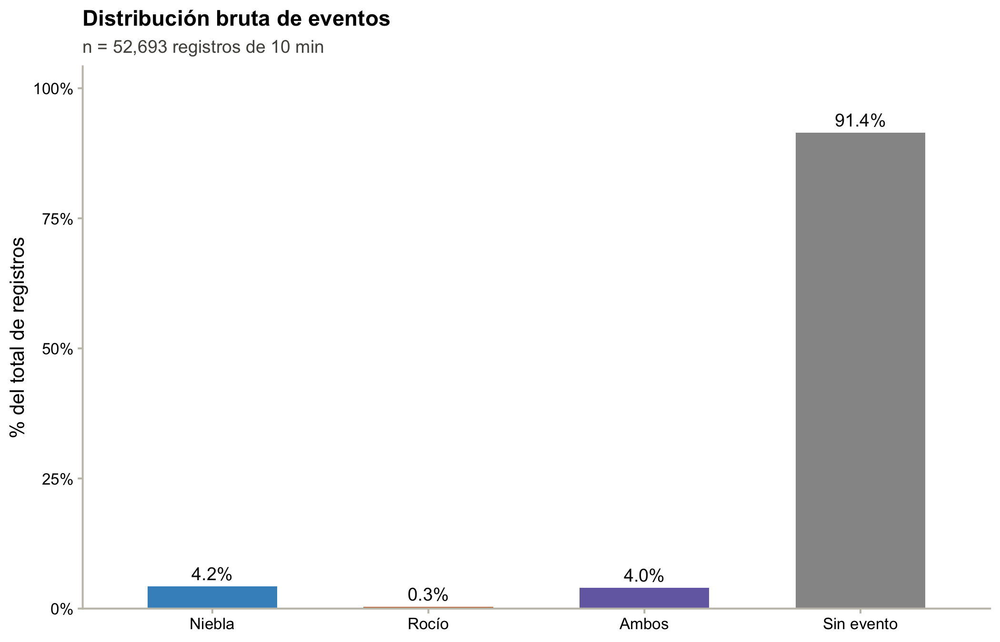 Distribución bruta de eventos
n = 52,693 registros de 10 min
% del total de registros
100%
75%
50%
25%
0%
4.2%
0.3%
4.0%
91.4%
Niebla
Rocío
Ambos
Sin evento